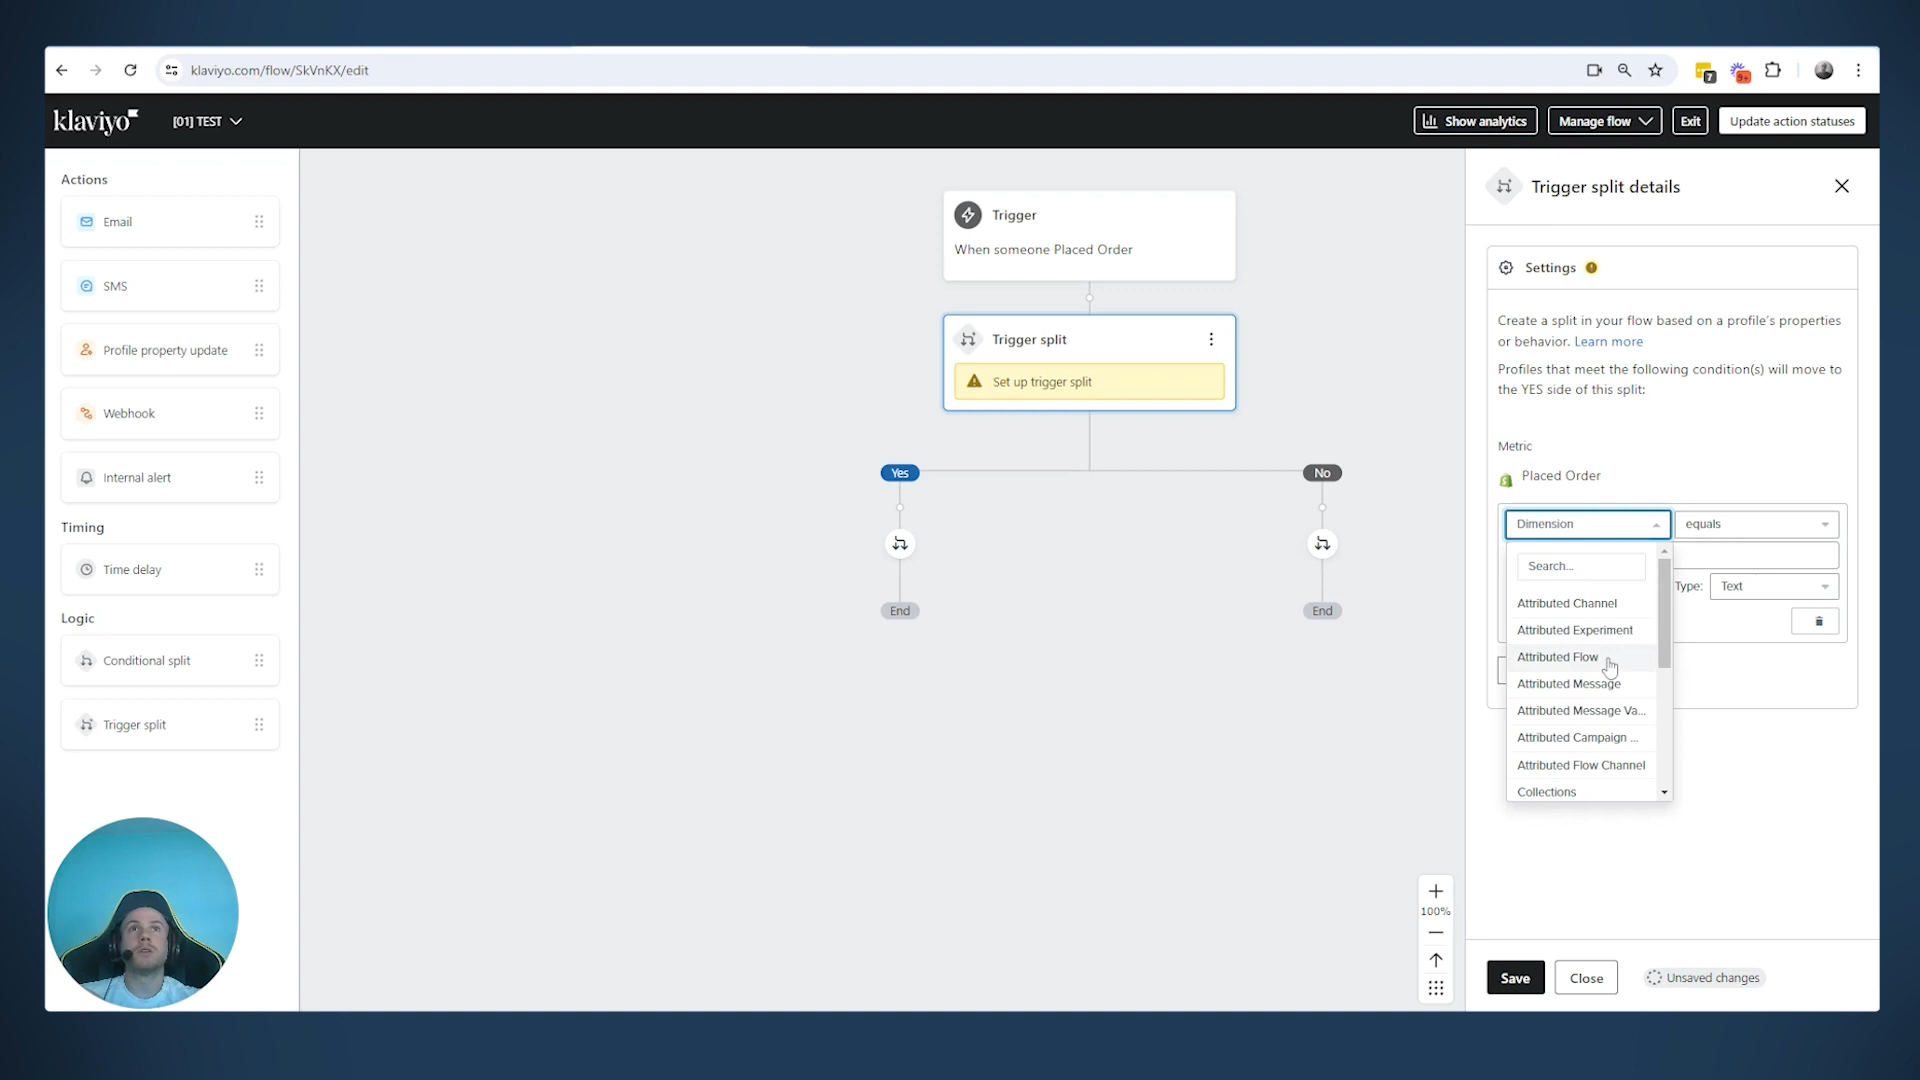 klaviyo.com/flow/SkVnKX/edit
7
9+
klaviyo
[01] TEST
Show analytics
Manage flow
Exit
Update action statuses
Actions
Email
SMS
Profile property update
Webhook
Internal alert
Timing
Time delay
Logic
Conditional split
Trigger split
Trigger
When someone Placed Order
Trigger split
Set up trigger split
Yes
No
End
End
100%
Trigger split details
Settings
Create a split in your flow based on a profile's properties
or behavior. Learn more
Profiles that meet the following condition(s) will move to
the YES side of this split:
Metric
Placed Order
Dimension
equals
Search...
Type:
Text
Attributed Channel
Attributed Experiment
Attributed Flow
Attributed Message
Attributed Message Va...
Attributed Campaign ...
Attributed Flow Channel
Collections
Save
Close
Unsaved changes